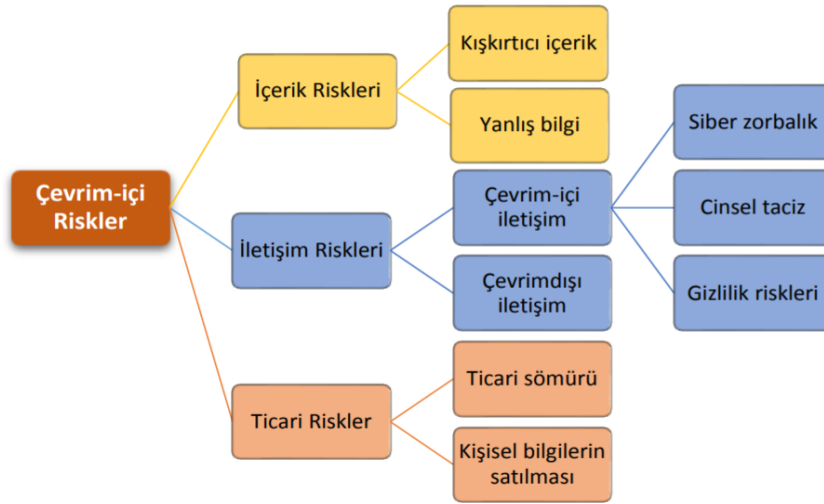 Çevrim-içi
Riskler
İçerik Riskleri
Kışkırtıcı içerik
Yanlış bilgi
İletişim Riskleri
Çevrim-içi
iletişim
Siber zorbalık
Cinsel taciz
Gizlilik riskleri
Çevrimdışı
iletişim
Ticari Riskler
Ticari sömürü
Kişisel bilgilerin
satılması